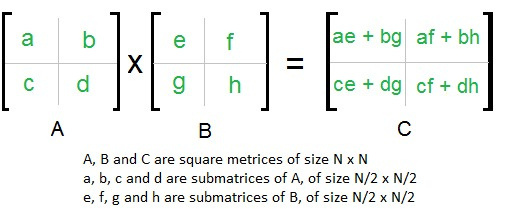 a b e f ae + bg af + bh
X =
c d g h ce + dg cf + dh
A B C
A, B and C are square metrices of size N x N
a, b, c and d are submatrices of A, of size N/2 x N/2
e, f, g and h are submatrices of B, of size N/2 x N/2